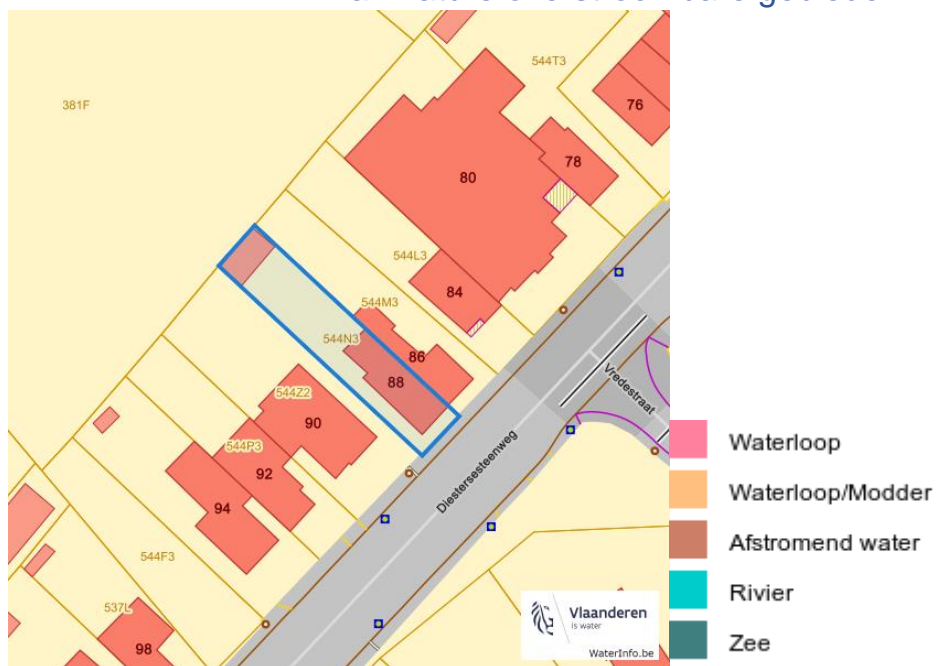 544T3
381F
76
78
80
544L3
84
544M3
544N3
86
88
Vredestraat
544Z2
90
544P3
92
94
Diestersesteenweg
544F3
537L
98
Vlaanderen
is water
WaterInfo.be
Waterloop
Waterloop/Modder
Afstromend water
Rivier
Zee